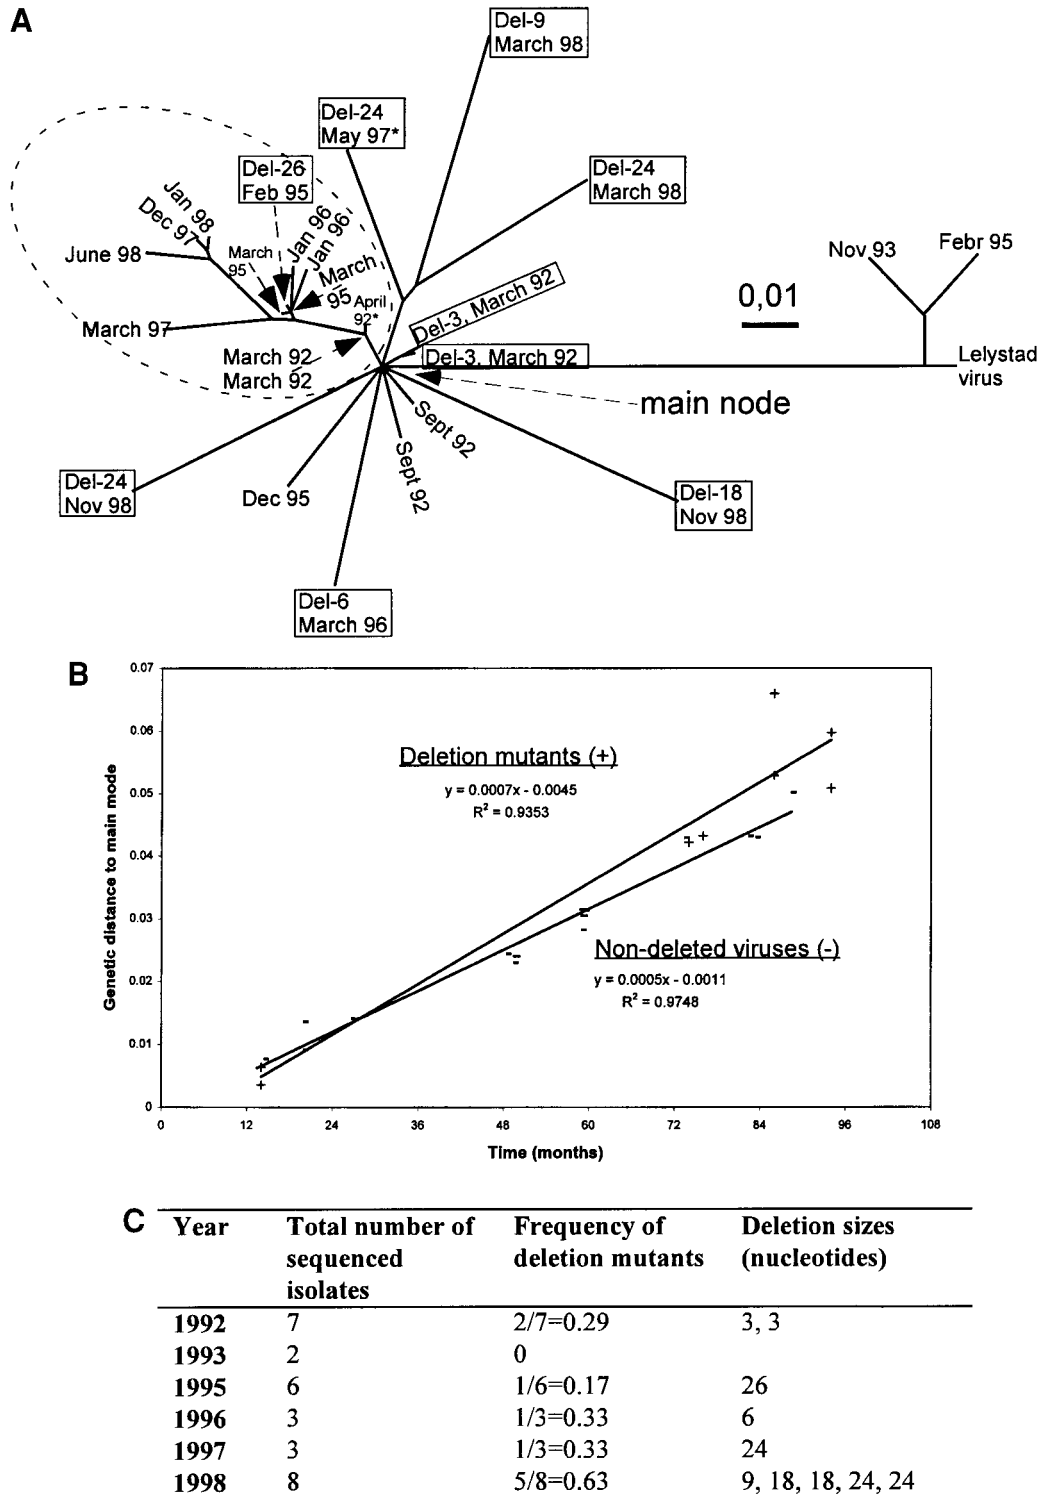 A
Del-9
March 98
Del-24
May 97*
Del-26
Feb 95
Del-24
March 98
Jan 98
Dec 97
June 98
March
95
Jan 96
Jan 96
March
95
April
92*
March 97
March 92
March 92
Del-3, March 92
Del-3, March 92
0,01
Nov 93
Febr 95
Lelystad
virus
main node
Sept 92
Sept 92
Del-24
Nov 98
Dec 95
Del-6
March 96
Del-18
Nov 98
B
0.07
0.06
0.05
0.04
0.03
0.02
0.01
0
Genetic distance to main mode
Deletion mutants (+)
y = 0.0007x - 0.0045
R² = 0.9353
Non-deleted viruses (-)
y = 0.0005x - 0.0011
R² = 0.9748
0 12 24 36 48 60 72 84 96 108
Time (months)
C
Year Total number of sequenced isolates Frequency of deletion mutants Deletion sizes (nucleotides)
1992 7 2/7=0.29 3, 3
1993 2 0
1995 6 1/6=0.17 26
1996 3 1/3=0.33 6
1997 3 1/3=0.33 24
1998 8 5/8=0.63 9, 18, 18, 24, 24